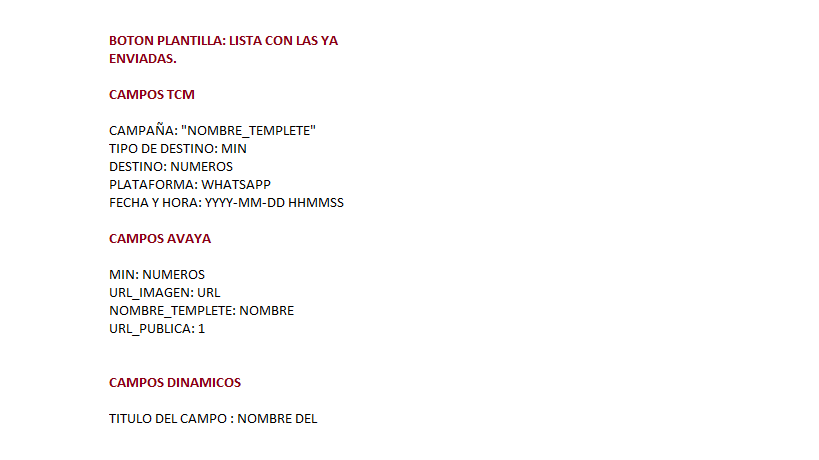 BOTON PLANTILLA: LISTA CON LAS YA
ENVIADAS.
CAMPOS TCM
CAMPAÑA: "NOMBRE_TEMPLETE"
TIPO DE DESTINO: MIN
DESTINO: NUMEROS
PLATAFORMA: WHATSAPP
FECHA Y HORA: YYYY-MM-DD HHMMSS
CAMPOS AVAYA
MIN: NUMEROS
URL_IMAGEN: URL
NOMBRE_TEMPLETE: NOMBRE
URL_PUBLICA: 1
CAMPOS DINAMICOS
TITULO DEL CAMPO : NOMBRE DEL